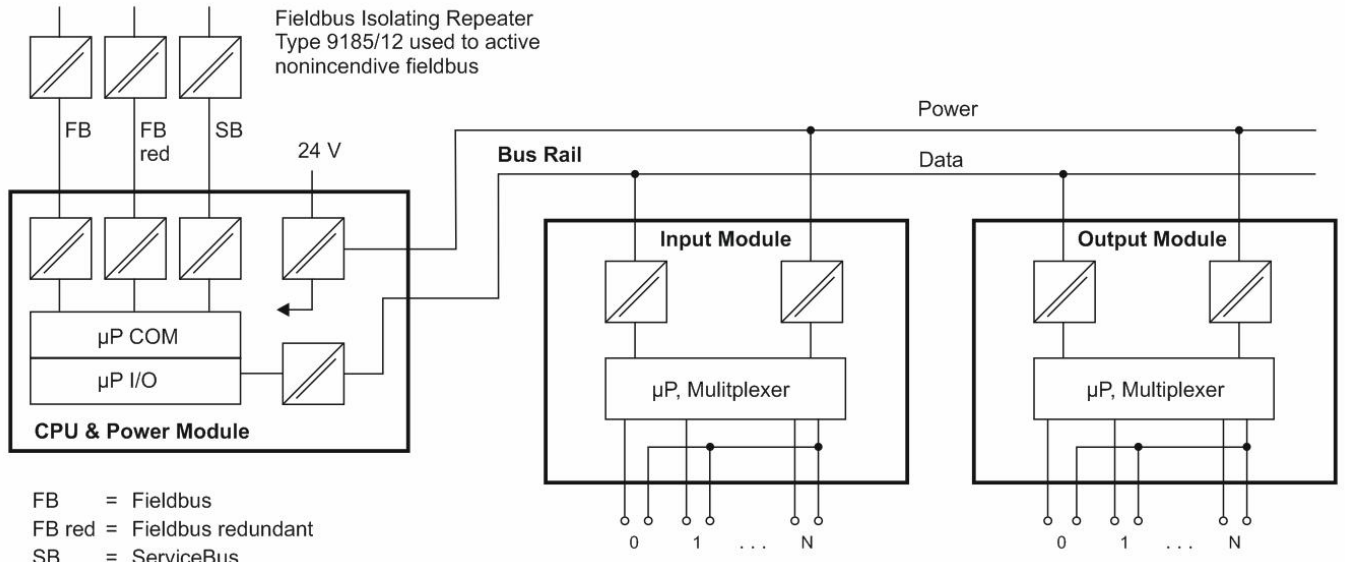 Fieldbus Isolating Repeater
Type 9185/12 used to active
nonincendive fieldbus
FB
FB
red
SB
24 V
Bus Rail
Power
Data
µP COM
µP I/O
CPU & Power Module
Input Module
µP, Mulitplexer
0 1 . . . N
Output Module
µP, Multiplexer
0 1 . . . N
FB = Fieldbus
FB red = Fieldbus redundant
SB = ServiceBus